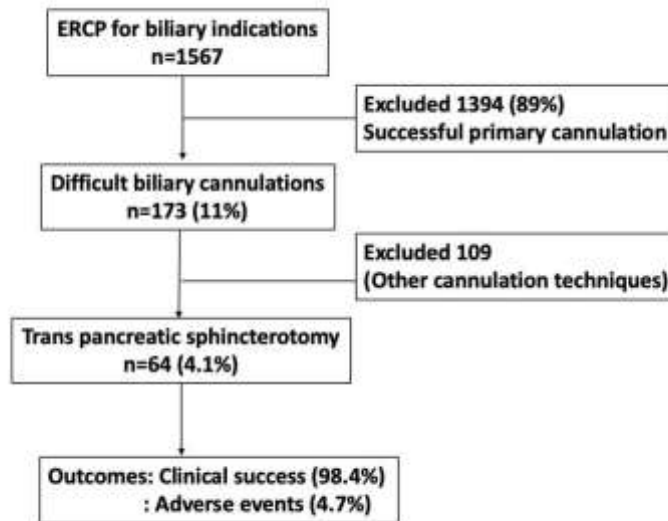 ERCP for biliary indications
n=1567
Excluded 1394 (89%)
Successful primary cannulation
Difficult biliary cannulations
n=173 (11%)
Excluded 109
(Other cannulation techniques)
Trans pancreatic sphincterotomy
n=64 (4.1%)
Outcomes: Clinical success (98.4%)
: Adverse events (4.7%)